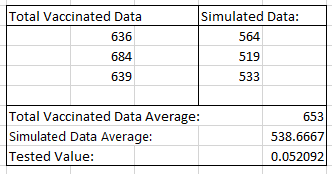 Total Vaccinated Data Simulated Data:
636 564
684 519
639 533
Total Vaccinated Data Average: 653
Simulated Data Average: 538.6667
Tested Value: 0.052092